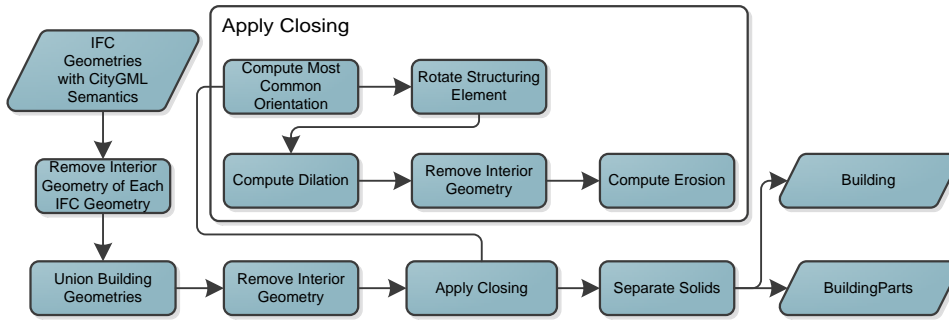 Apply Closing
IFC
Geometries
with CityGML
Semantics
Compute Most
Common
Orientation
Rotate Structuring
Element
Remove Interior
Geometry of Each
IFC Geometry
Compute Dilation
Remove Interior
Geometry
Compute Erosion
Building
Union Building
Geometries
Remove Interior
Geometry
Apply Closing
Separate Solids
BuildingParts